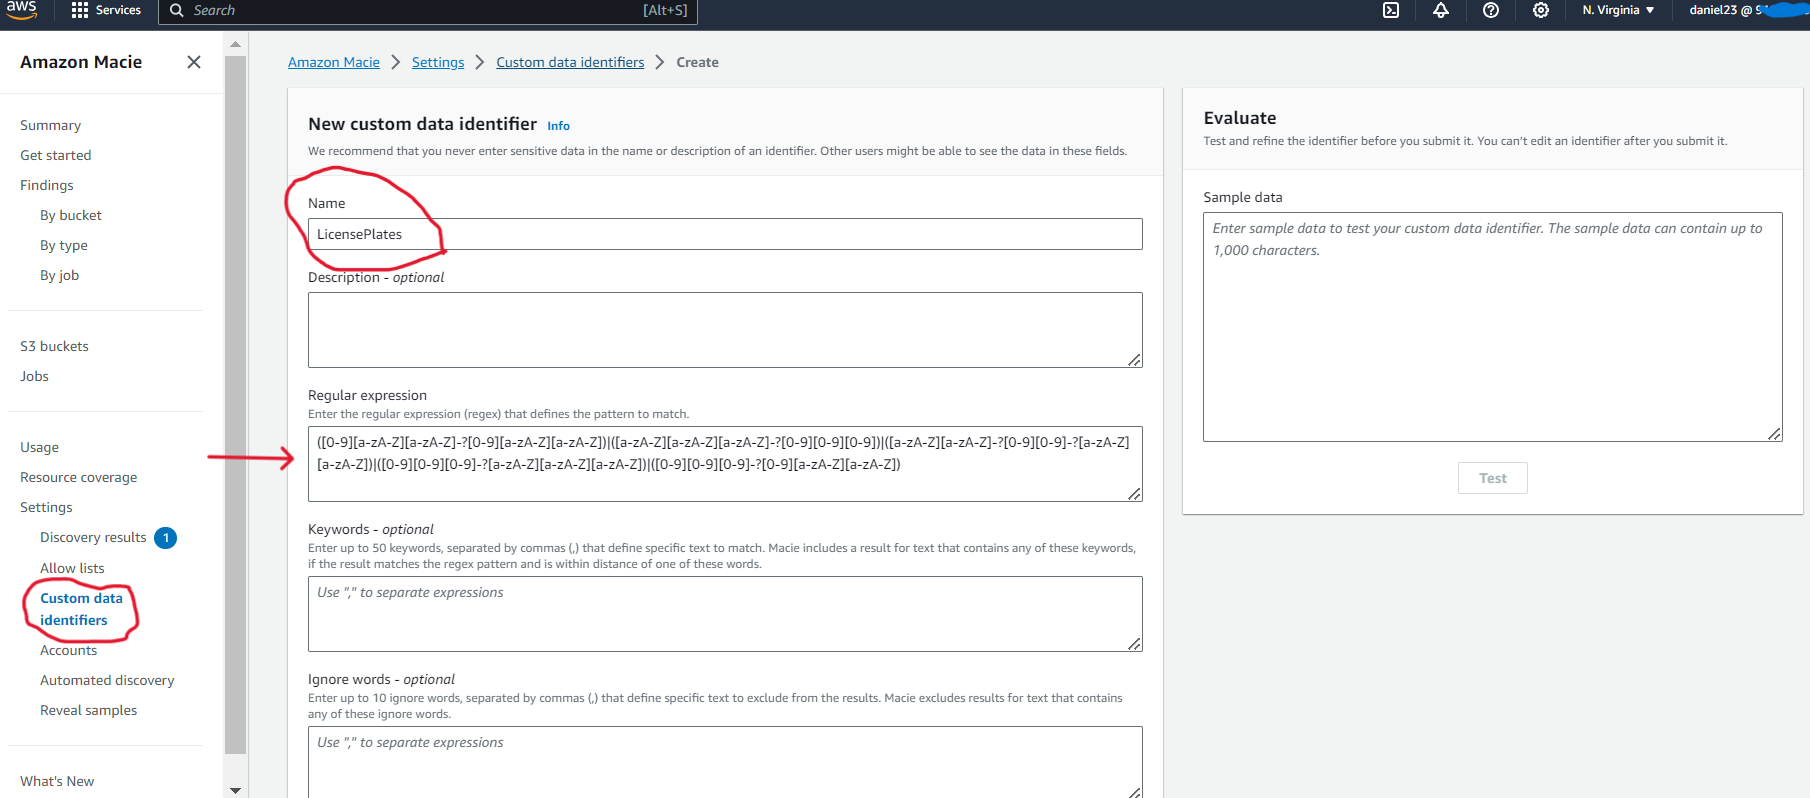 aws
Services
Search
[Alt+S]
N. Virginia
daniel23 @ 9
Amazon Macie
Summary
Get started
Findings
By bucket
By type
By job
S3 buckets
Jobs
Usage
Resource coverage
Settings
Discovery results 1
Allow lists
Custom data
identifiers
Accounts
Automated discovery
Reveal samples
What's New
Amazon Macie > Settings > Custom data identifiers > Create
New custom data identifier Info
We recommend that you never enter sensitive data in the name or description of an identifier. Other users might be able to see the data in these fields.
Name
LicensePlates
Description - optional
Regular expression
Enter the regular expression (regex) that defines the pattern to match.
([0-9][a-zA-Z][a-zA-Z]-?[0-9][a-zA-Z][a-zA-Z])|([a-zA-Z][a-zA-Z][a-zA-Z]-?[0-9][0-9][0-9])|([a-zA-Z][a-zA-Z]-?[0-9][0-9]-?[a-zA-Z]
[a-zA-Z])|([0-9][0-9][0-9]-?[a-zA-Z][a-zA-Z][a-zA-Z])|([0-9][0-9][0-9]-?[0-9][a-zA-Z][a-zA-Z])
Keywords - optional
Enter up to 50 keywords, separated by commas (,) that define specific text to match. Macie includes a result for text that contains any of these keywords,
if the result matches the regex pattern and is within distance of one of these words.
Use "," to separate expressions
Ignore words - optional
Enter up to 10 ignore words, separated by commas (,) that define specific text to exclude from the results. Macie excludes results for text that contains
any of these ignore words.
Use "," to separate expressions
Evaluate
Test and refine the identifier before you submit it. You can't edit an identifier after you submit it.
Sample data
Enter sample data to test your custom data identifier. The sample data can contain up to
1,000 characters.
Test